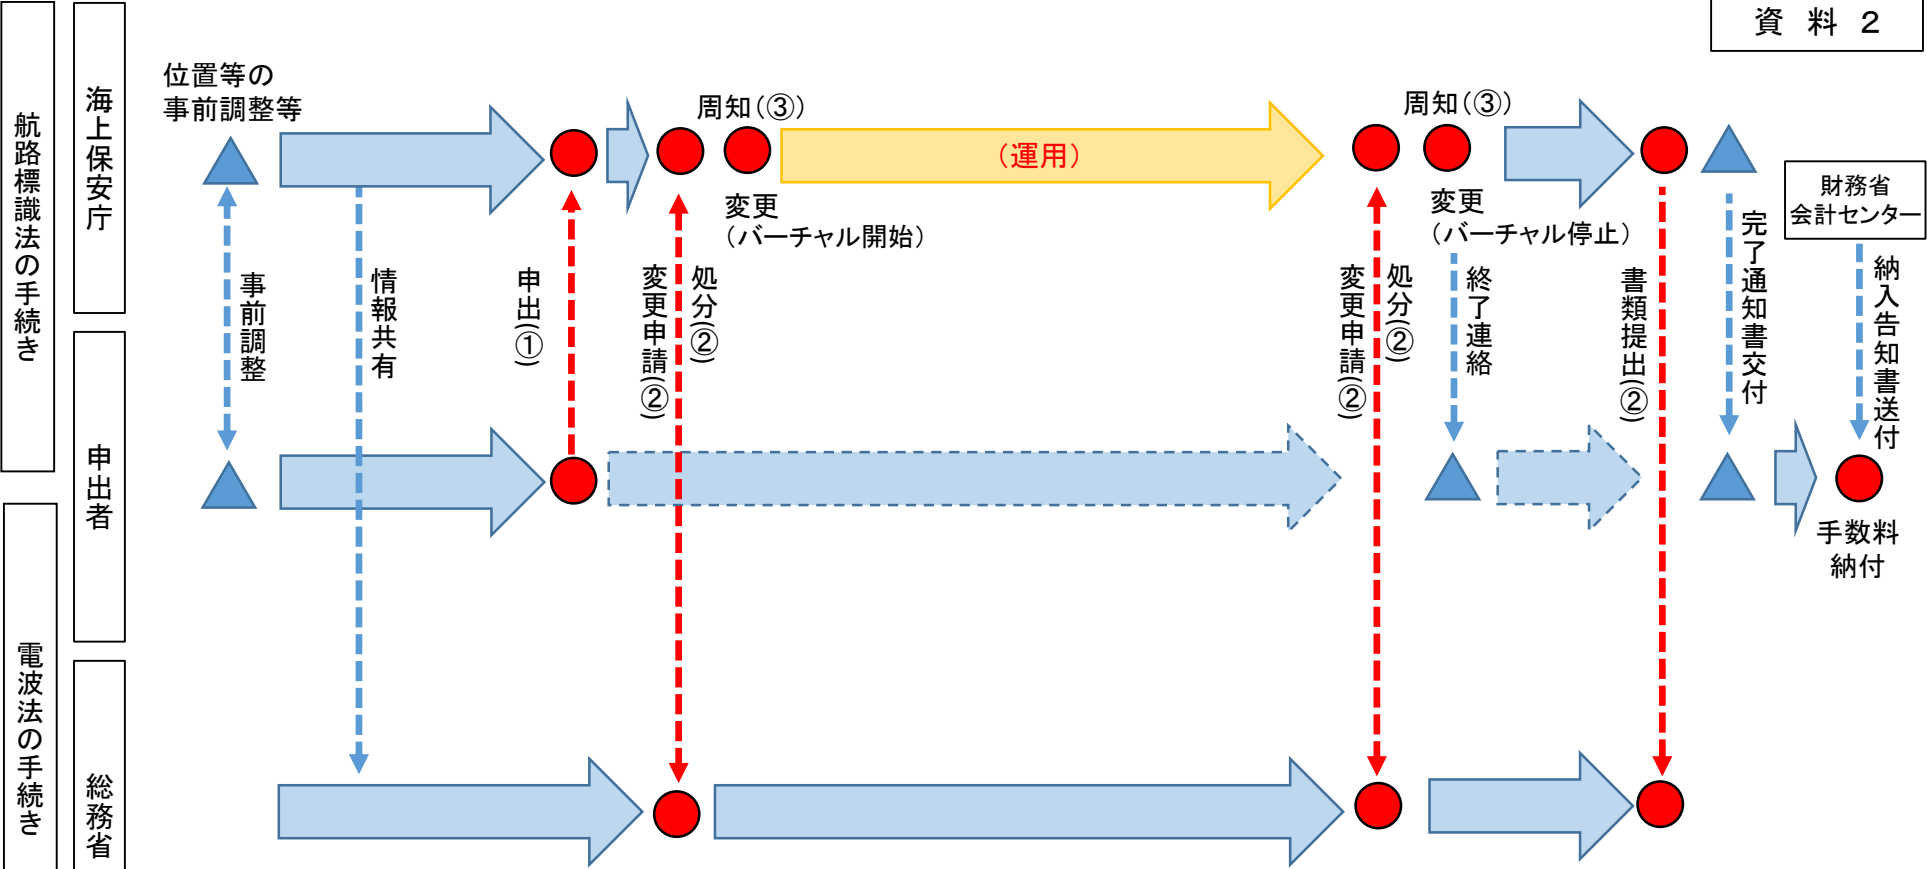 資 料 2
航路標識法の手続き
海上保安庁
位置等の
事前調整等
周知(③)
(運用)
周知(③)
変更
(バーチャル開始)
変更
(バーチャル停止)
財務省
会計センター
事前調整
情報共有
申出(①)
変更申請(②)
処分(②)
変更申請(②)
処分(②)
終了連絡
書類提出(②)
完了通知書交付
納入告知書送付
申出者
手数料
納付
電波法の手続き
総務省